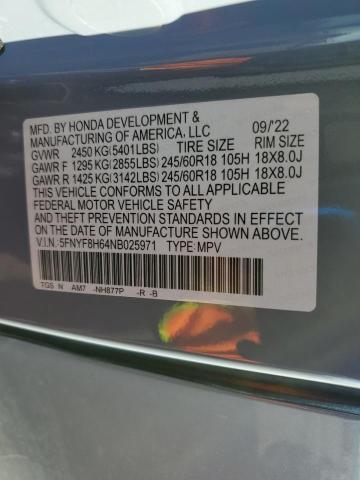 MFD. BY HONDA DEVELOPMENT & 09/'22
MANUFACTURING OF AMERICA, LLC
GVWR 2450 KG(5401LBS) TIRE SIZE RIM SIZE
GAWR F 1295 KG(2855LBS) 245/60R18 105H 18X8.0J
GAWR R 1425 KG(3142LBS) 245/60R18 105H 18X8.0J
THIS VEHICLE CONFORMS TO ALL APPLICABLE
FEDERAL MOTOR VEHICLE SAFETY
AND THEFT PREVENTION STANDARDS IN EFFECT
ON THE DATE OF MANUFACTURE SHOWN ABOVE.
V.I.N.: 5FNYF8H64NB025971 TYPE: MPV
TGS N AM7 -NH877P -R -B